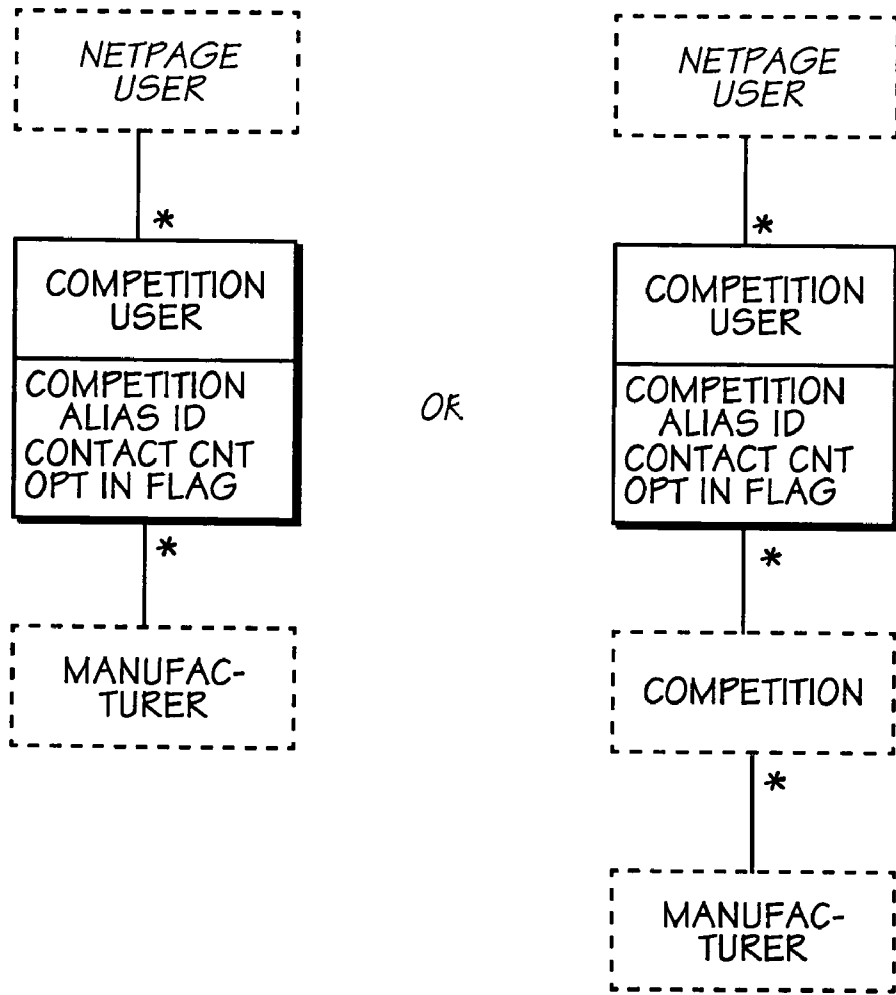 NETPAGE
USER
*
COMPETITION
USER
COMPETITION
ALIAS ID
CONTACT CNT
OPT IN FLAG
*
MANUFAC-
TURER
OR
NETPAGE
USER
*
COMPETITION
USER
COMPETITION
ALIAS ID
CONTACT CNT
OPT IN FLAG
*
COMPETITION
*
MANUFAC-
TURER